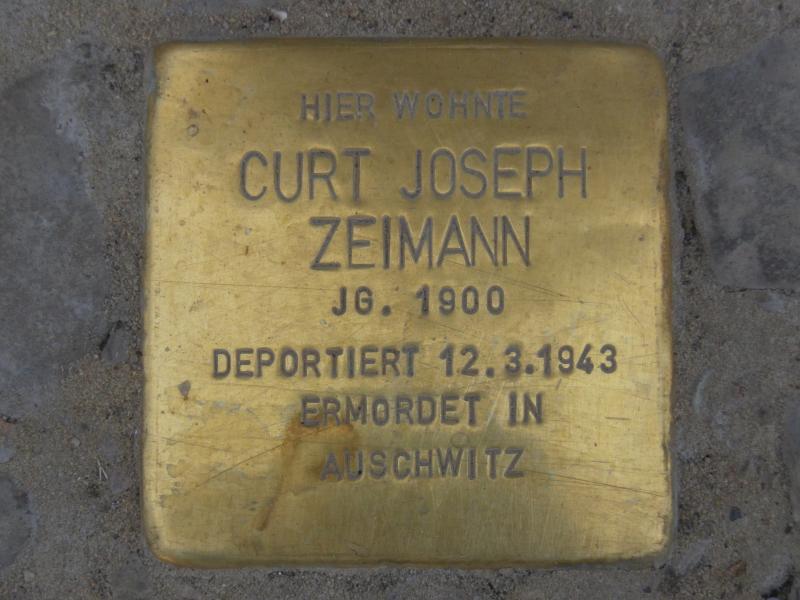 HIER WOHNTE
CURT JOSEPH
ZEIMANN
JG. 1900
DEPORTIERT 12.3.1943
ERMORDET IN
AUSCHWITZ